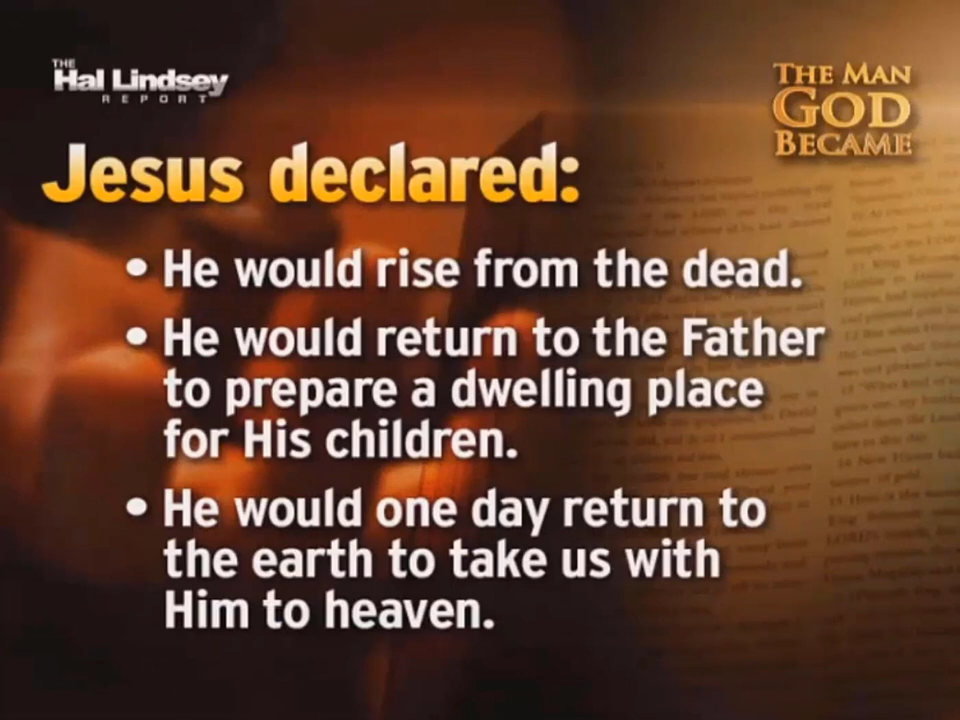 THE
Hal Lindsey
REPORT
THE MAN
GOD
BECAME
Jesus declared:
• He would rise from the dead.
• He would return to the Father
to prepare a dwelling place
for His children.
• He would one day return to
the earth to take us with
Him to heaven.